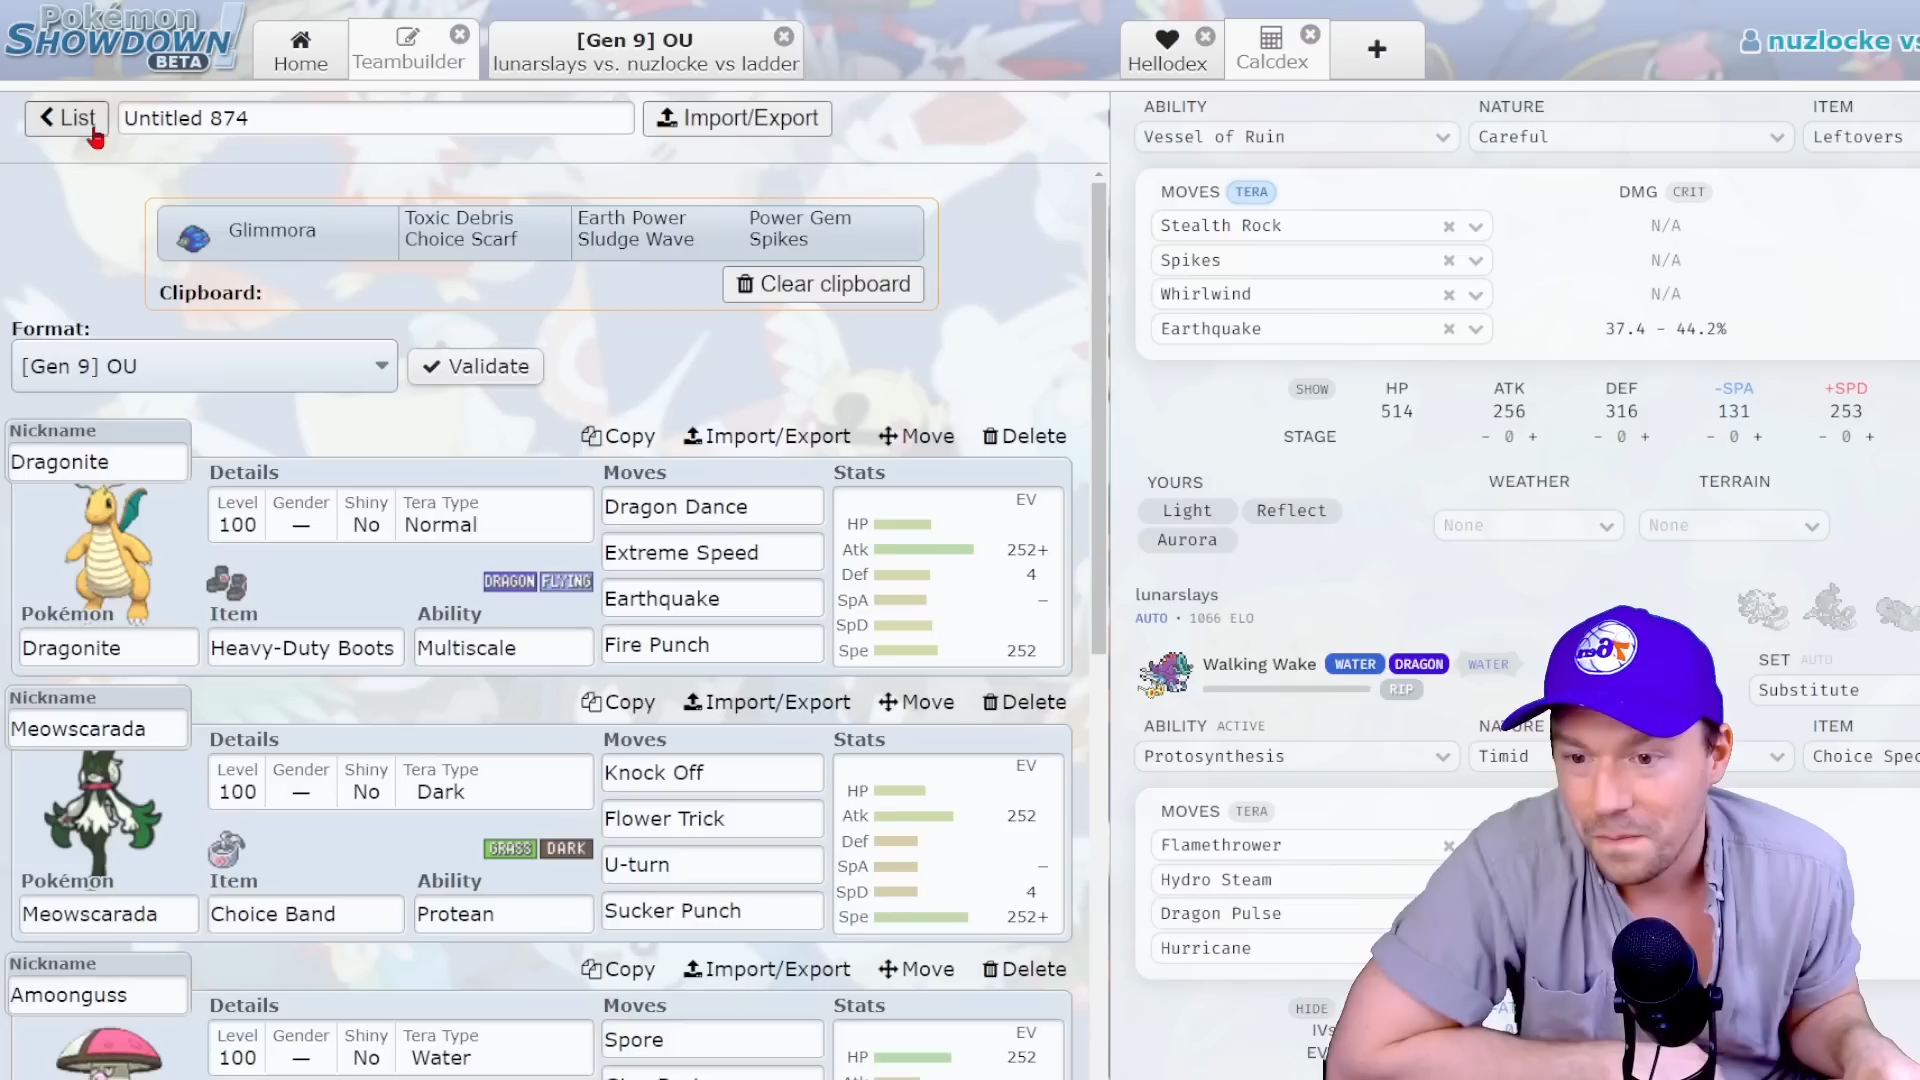 Pokémon
SHOWDOWN
BETA
Home
Teambuilder
[Gen 9] OU
lunarslays vs. nuzlocke vs ladder
Hellodex
Calcdex
nuzlocke vs
List
Untitled 874
Import/Export
Glimmora
Toxic Debris
Choice Scarf
Earth Power
Sludge Wave
Power Gem
Spikes
Clipboard:
Clear clipboard
Format:
[Gen 9] OU
Validate
Nickname
Dragonite
Copy Import/Export Move Delete
Details
Level Gender Shiny Tera Type
100 — No Normal
DRAGON FLYING
Pokémon Item Ability
Dragonite Heavy-Duty Boots Multiscale
Moves
Dragon Dance
Extreme Speed
Earthquake
Fire Punch
Stats
EV
HP
Atk 252+
Def 4
SpA –
SpD
Spe 252
Nickname
Meowscarada
Copy Import/Export Move Delete
Details
Level Gender Shiny Tera Type
100 — No Dark
GRASS DARK
Pokémon Item Ability
Meowscarada Choice Band Protean
Moves
Knock Off
Flower Trick
U-turn
Sucker Punch
Stats
EV
HP
Atk 252
Def
SpA –
SpD 4
Spe 252+
Nickname
Amoonguss
Copy Import/Export Move Delete
Details
Level Gender Shiny Tera Type
100 — No Water
Moves
Spore
Stats
EV
HP 252
ABILITY NATURE ITEM
Vessel of Ruin Careful Leftovers
MOVES TERA DMG CRIT
Stealth Rock N/A
Spikes N/A
Whirlwind N/A
Earthquake 37.4 - 44.2%
SHOW HP ATK DEF -SPA +SPD
514 256 316 131 253
STAGE - 0 + - 0 + - 0 + - 0 +
YOURS WEATHER TERRAIN
Light Reflect None None
Aurora
lunarslays
AUTO • 1066 ELO
Walking Wake WATER DRAGON WATER
RIP
SET AUTO
Substitute
ABILITY ACTIVE NATURE ITEM
Protosynthesis Timid Choice Spec
MOVES TERA
Flamethrower
Hydro Steam
Dragon Pulse
Hurricane
HIDE
IVs
EV